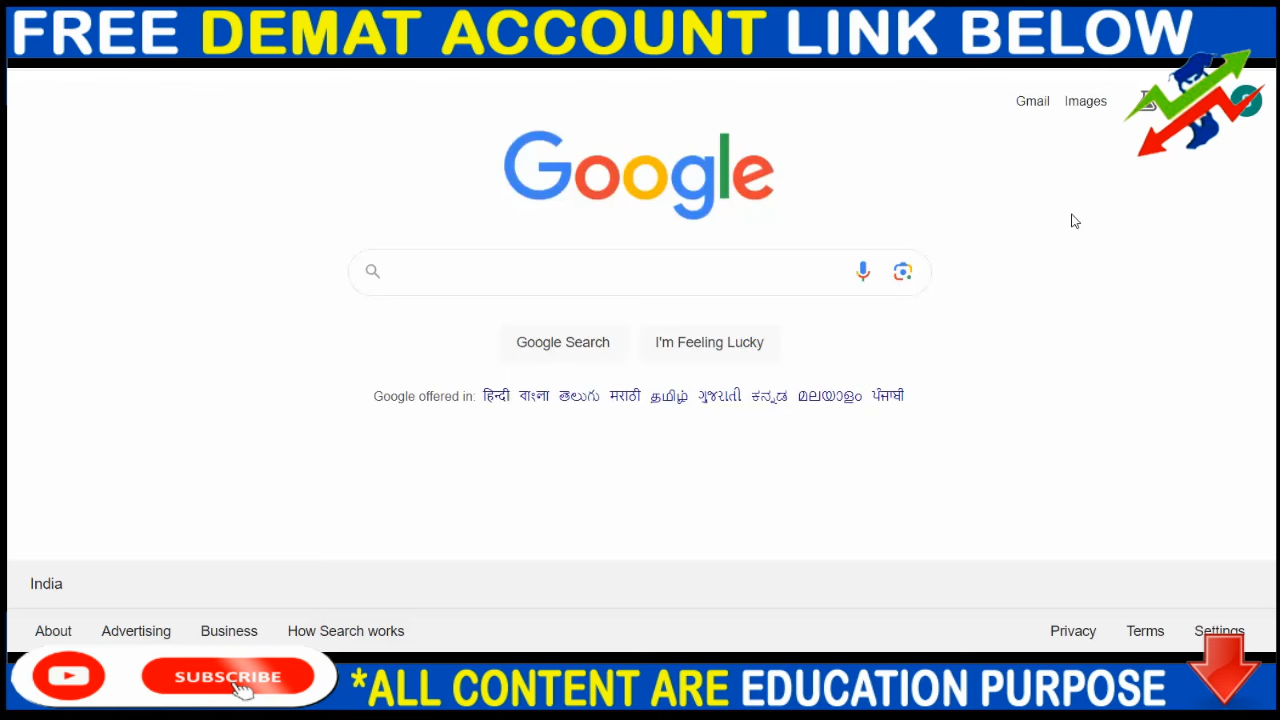 FREE DEMAT ACCOUNT LINK BELOW
Gmail Images
Google
Google Search I'm Feeling Lucky
Google offered in: हिन्दी বাংলা తెలుగు मराठी தமிழ் ગુજરાતી ಕನ್ನಡ മലയാളം ਪੰਜਾਬੀ
India
About Advertising Business How Search works Privacy Terms Settings
SUBSCRIBE
*ALL CONTENT ARE EDUCATION PURPOSE